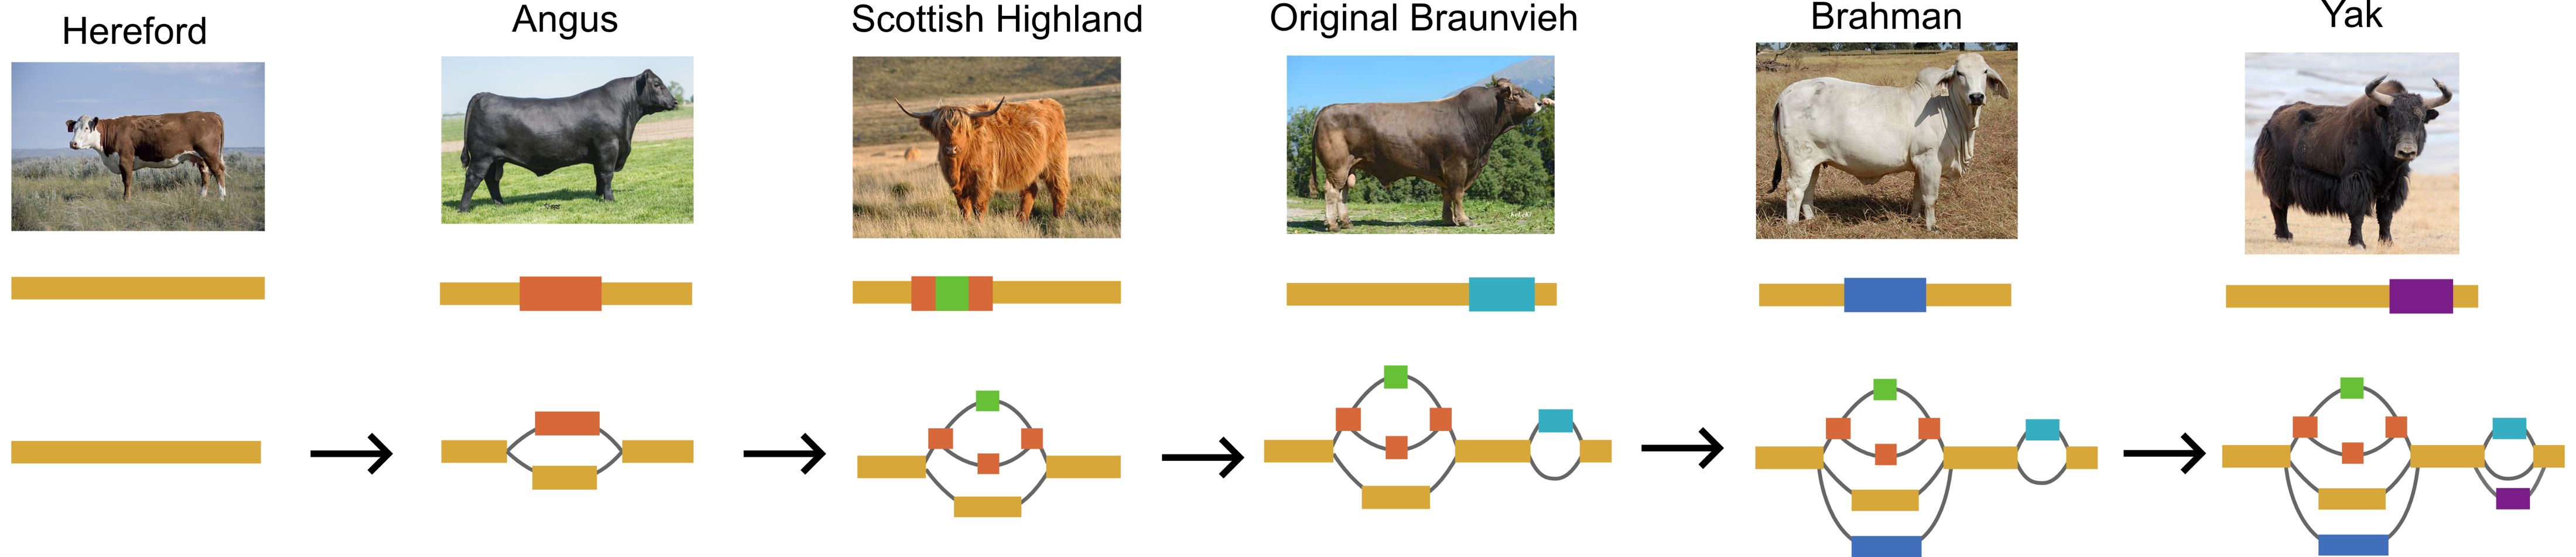 Hereford
Angus
Scottish Highland
Original Braunvieh
Brahman
Yak